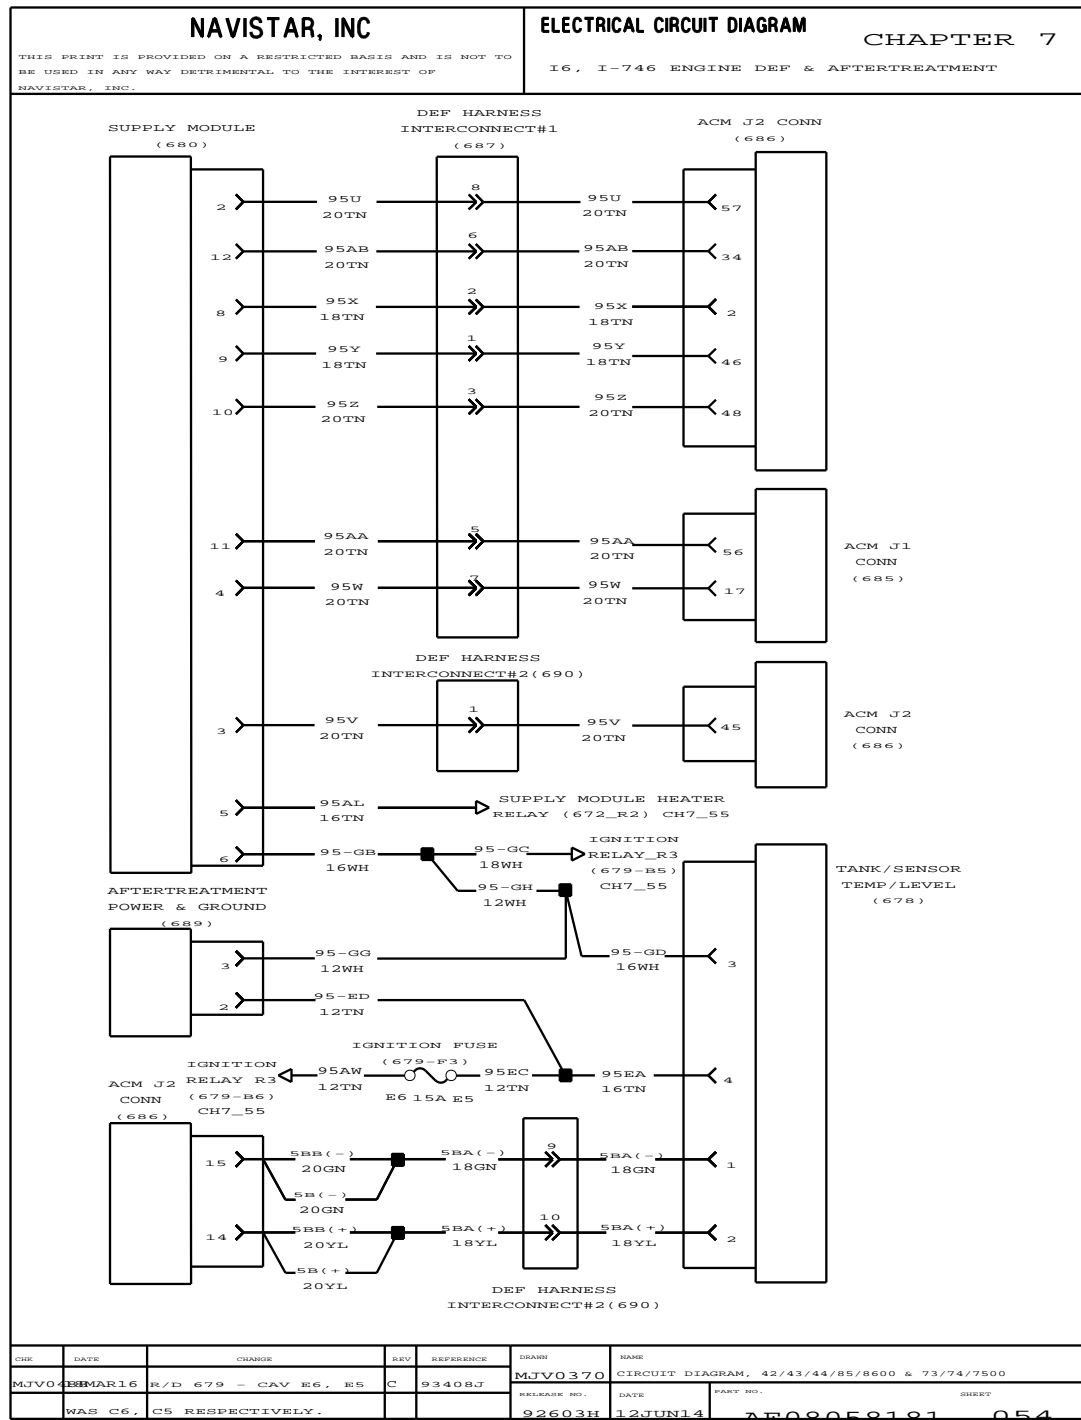 NAVISTAR, INC
THIS PRINT IS PROVIDED ON A RESTRICTED BASIS AND IS NOT TO
BE USED IN ANY WAY DETRIMENTAL TO THE INTEREST OF
NAVISTAR, INC.
ELECTRICAL CIRCUIT DIAGRAM
CHAPTER 7
I6, I-746 ENGINE DEF & AFTERTREATMENT
SUPPLY MODULE
(680)
DEF HARNESS
INTERCONNECT#1
(687)
ACM J2 CONN
(686)
2 95U 8 95U 57
20TN 20TN
12 95AB 6 95AB 34
20TN 20TN
8 95X 2 95X 2
18TN 18TN
9 95Y 1 95Y 46
18TN 18TN
10 95Z 3 95Z 48
20TN 20TN
11 95AA 5 95AA 56
20TN 20TN
4 95W 7 95W 17
20TN 20TN
ACM J1
CONN
(685)
DEF HARNESS
INTERCONNECT#2(690)
3 95V 1 95V 45
20TN 20TN
ACM J2
CONN
(686)
5 95AL
16TN
SUPPLY MODULE HEATER
RELAY (672_R2) CH7_55
6 95-GB 95-GC
16WH 18WH
IGNITION
RELAY_R3
(679-B5)
CH7_55
95-GH
12WH
TANK/SENSOR
TEMP/LEVEL
(678)
AFTERTREATMENT
POWER & GROUND
(689)
3 95-GG 95-GD 3
12WH 16WH
2 95-ED
12TN
IGNITION FUSE
(679-F3)
IGNITION
RELAY R3
(679-B6)
CH7_55
95AW 95EC 95EA 4
12TN 12TN 16TN
E6 15A E5
ACM J2
CONN
(686)
15 5BB(-) 5BA(-) 9 5BA(-) 1
20GN 18GN 18GN
5B(-)
20GN
14 5BB(+) 5BA(+) 10 5BA(+) 2
20YL 18YL 18YL
5B(+)
20YL
DEF HARNESS
INTERCONNECT#2(690)
CHK DATE CHANGE REV REFERENCE DRAWN NAME
18MAR16 R/D 679 - CAV E6, E5 C 93408J MJV0370 CIRCUIT DIAGRAM, 42/43/44/85/8600 & 73/74/7500
RELEASE NO. DATE PART NO. SHEET
WAS C6, C5 RESPECTIVELY. 92603H 12JUN14 AE08058181 054